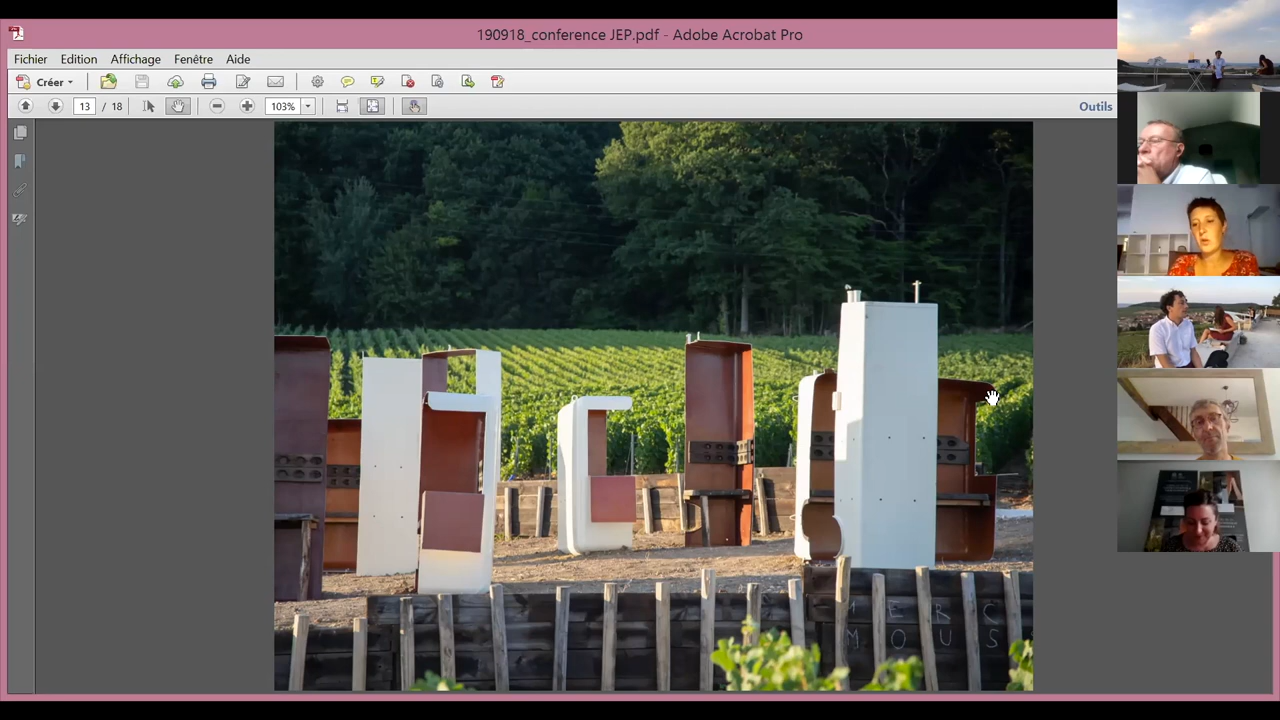 190918_conference JEP.pdf - Adobe Acrobat Pro
Fichier Edition Affichage Fenêtre Aide
Créer
13 / 18 103% Outils
M E R C
M O U S